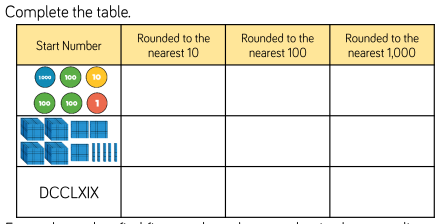 Complete the table.
Start Number
Rounded to the nearest 10
Rounded to the nearest 100
Rounded to the nearest 1,000
1000 100 10
100 100 1
DCCLXIX